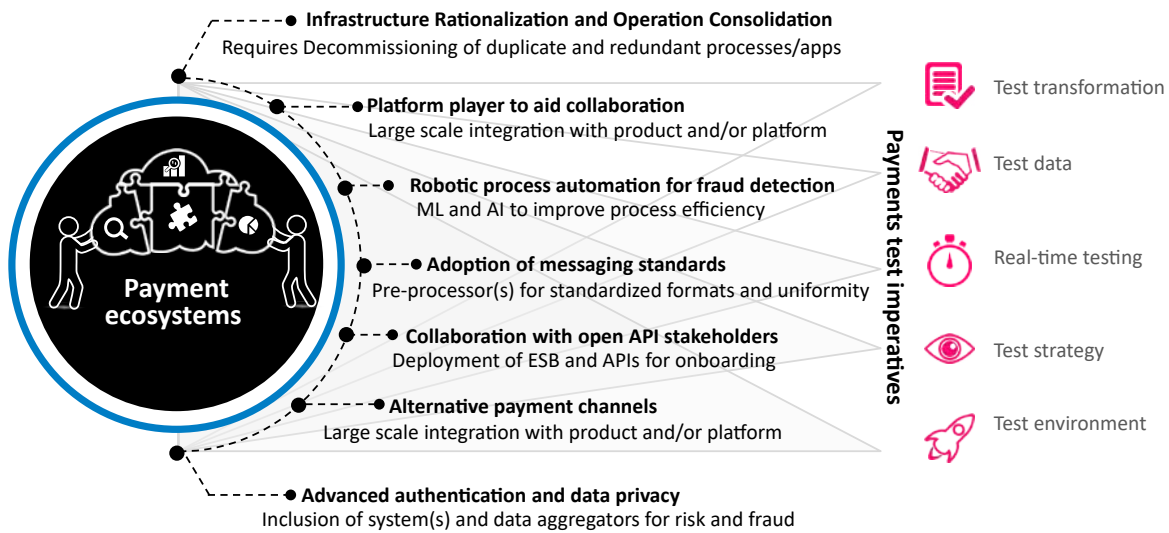 Infrastructure Rationalization and Operation Consolidation
Requires Decommissioning of duplicate and redundant processes/apps
Platform player to aid collaboration
Large scale integration with product and/or platform
Robotic process automation for fraud detection
ML and AI to improve process efficiency
Adoption of messaging standards
Pre-processor(s) for standardized formats and uniformity
Collaboration with open API stakeholders
Deployment of ESB and APIs for onboarding
Alternative payment channels
Large scale integration with product and/or platform
Advanced authentication and data privacy
Inclusion of system(s) and data aggregators for risk and fraud
Payment
ecosystems
Payments test imperatives
Test transformation
Test data
Real-time testing
Test strategy
Test environment